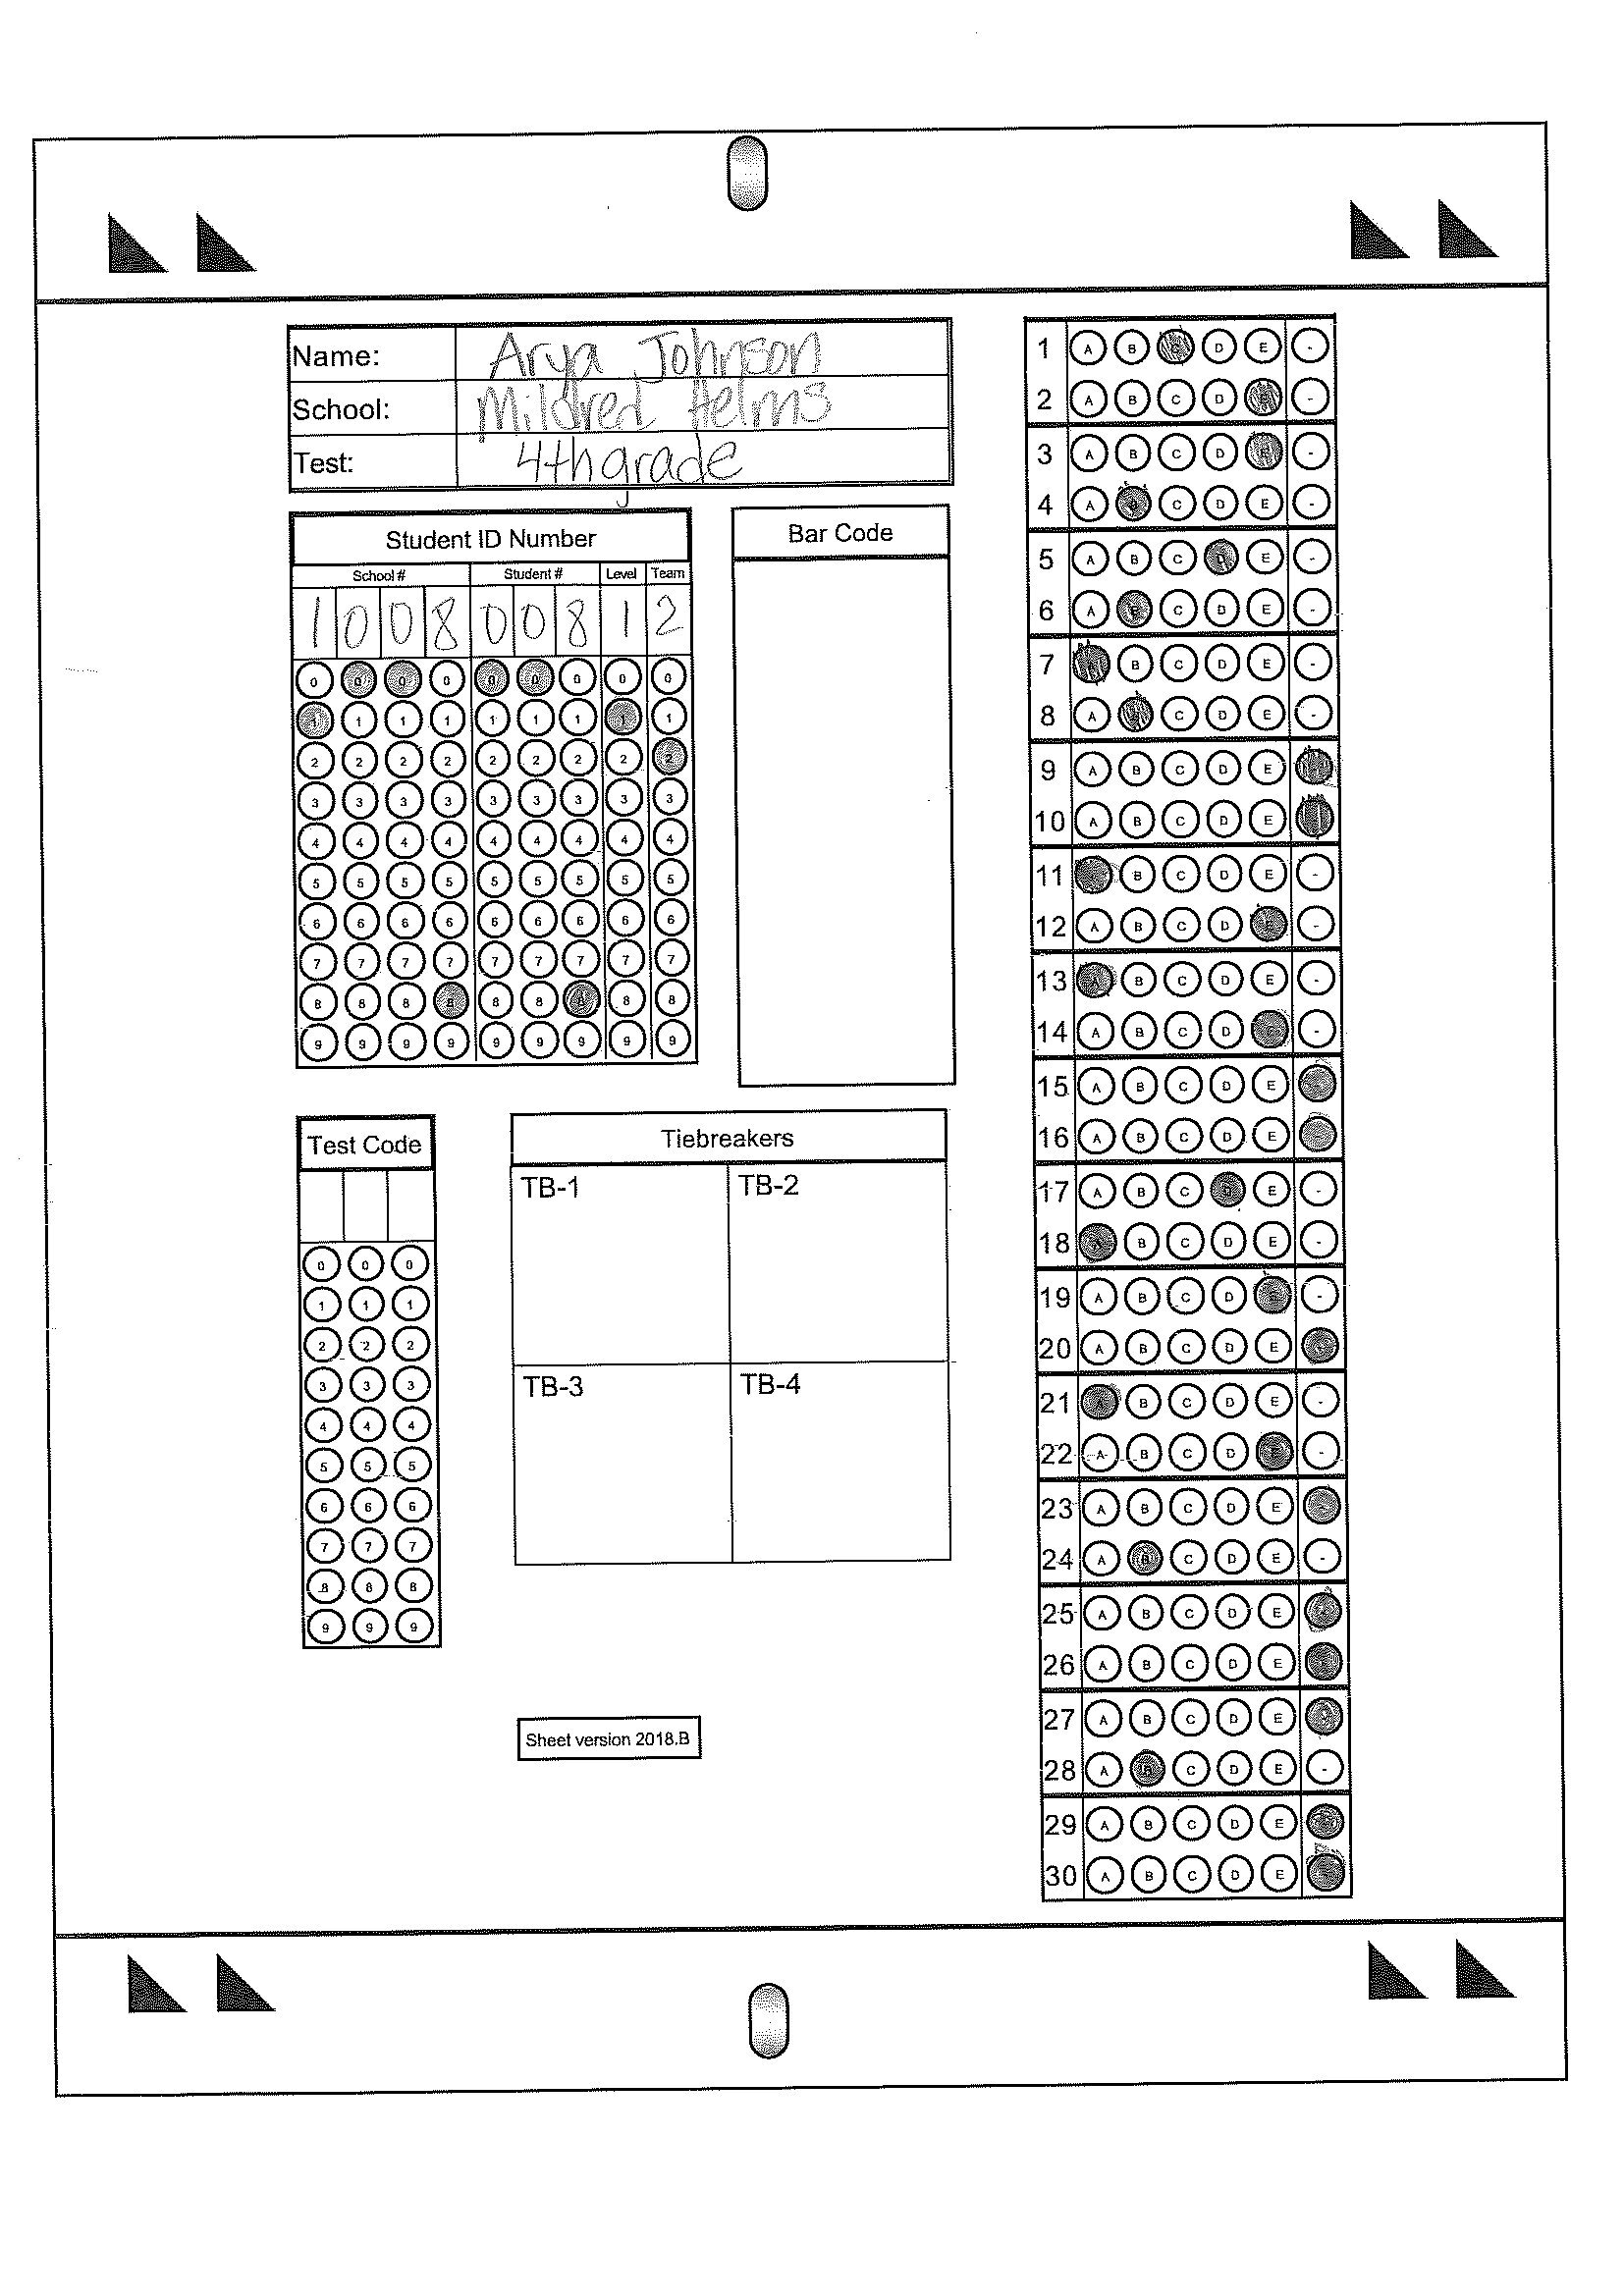 Name: Arya Johnson
School: Mildred Helms
Test: 4th grade
Student ID Number
School # Student # Level Team
1 0 0 8 0 0 8 1 2
0 0 0 0 0 0 0 0 0
1 1 1 1 1 1 1 1 1
2 2 2 2 2 2 2 2 2
3 3 3 3 3 3 3 3 3
4 4 4 4 4 4 4 4 4
5 5 5 5 5 5 5 5 5
6 6 6 6 6 6 6 6 6
7 7 7 7 7 7 7 7 7
8 8 8 8 8 8 8 8 8
9 9 9 9 9 9 9 9 9
Bar Code
Test Code
0 0 0
1 1 1
2 2 2
3 3 3
4 4 4
5 5 5
6 6 6
7 7 7
8 8 8
9 9 9
Tiebreakers
TB-1 TB-2
TB-3 TB-4
Sheet version 2018.B
1 A B C D E -
2 A B C D E -
3 A B C D E -
4 A B C D E -
5 A B C D E -
6 A B C D E -
7 A B C D E -
8 A B C D E -
9 A B C D E
10 A B C D E
11 B C D E -
12 A B C D E -
13 A B C D E -
14 A B C D E -
15 A B C D E -
16 A B C D E -
17 A B C D E -
18 A B C D E -
19 A B C D E -
20 A B C D E -
21 A B C D E -
22 A B C D E -
23 A B C D E -
24 A B C D E -
25 A B C D E -
26 A B C D E -
27 A B C D E -
28 A B C D E -
29 A B C D E -
30 A B C D E -